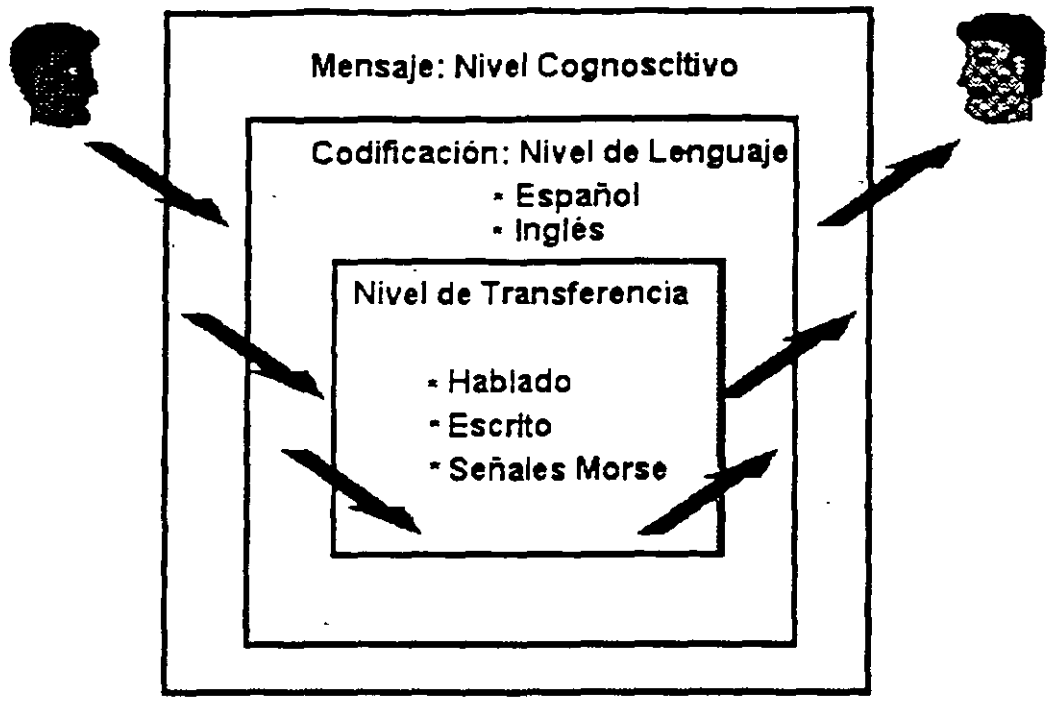 Mensaje: Nivel Cognoscitivo
Codificación: Nivel de Lenguaje
* Español
* Inglés
Nivel de Transferencia
* Hablado
* Escrito
* Señales Morse